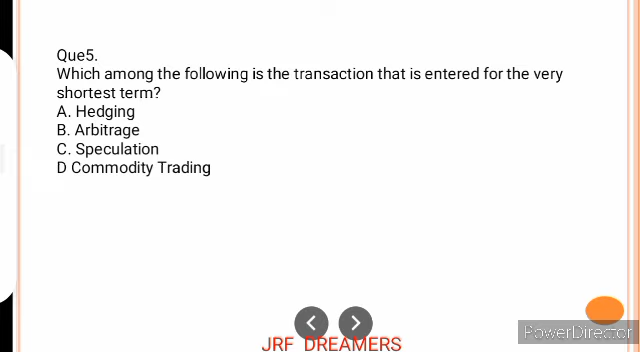 Que5.
Which among the following is the transaction that is entered for the very
shortest term?
A. Hedging
B. Arbitrage
C. Speculation
D Commodity Trading
JRF DREAMERS
PowerDirector